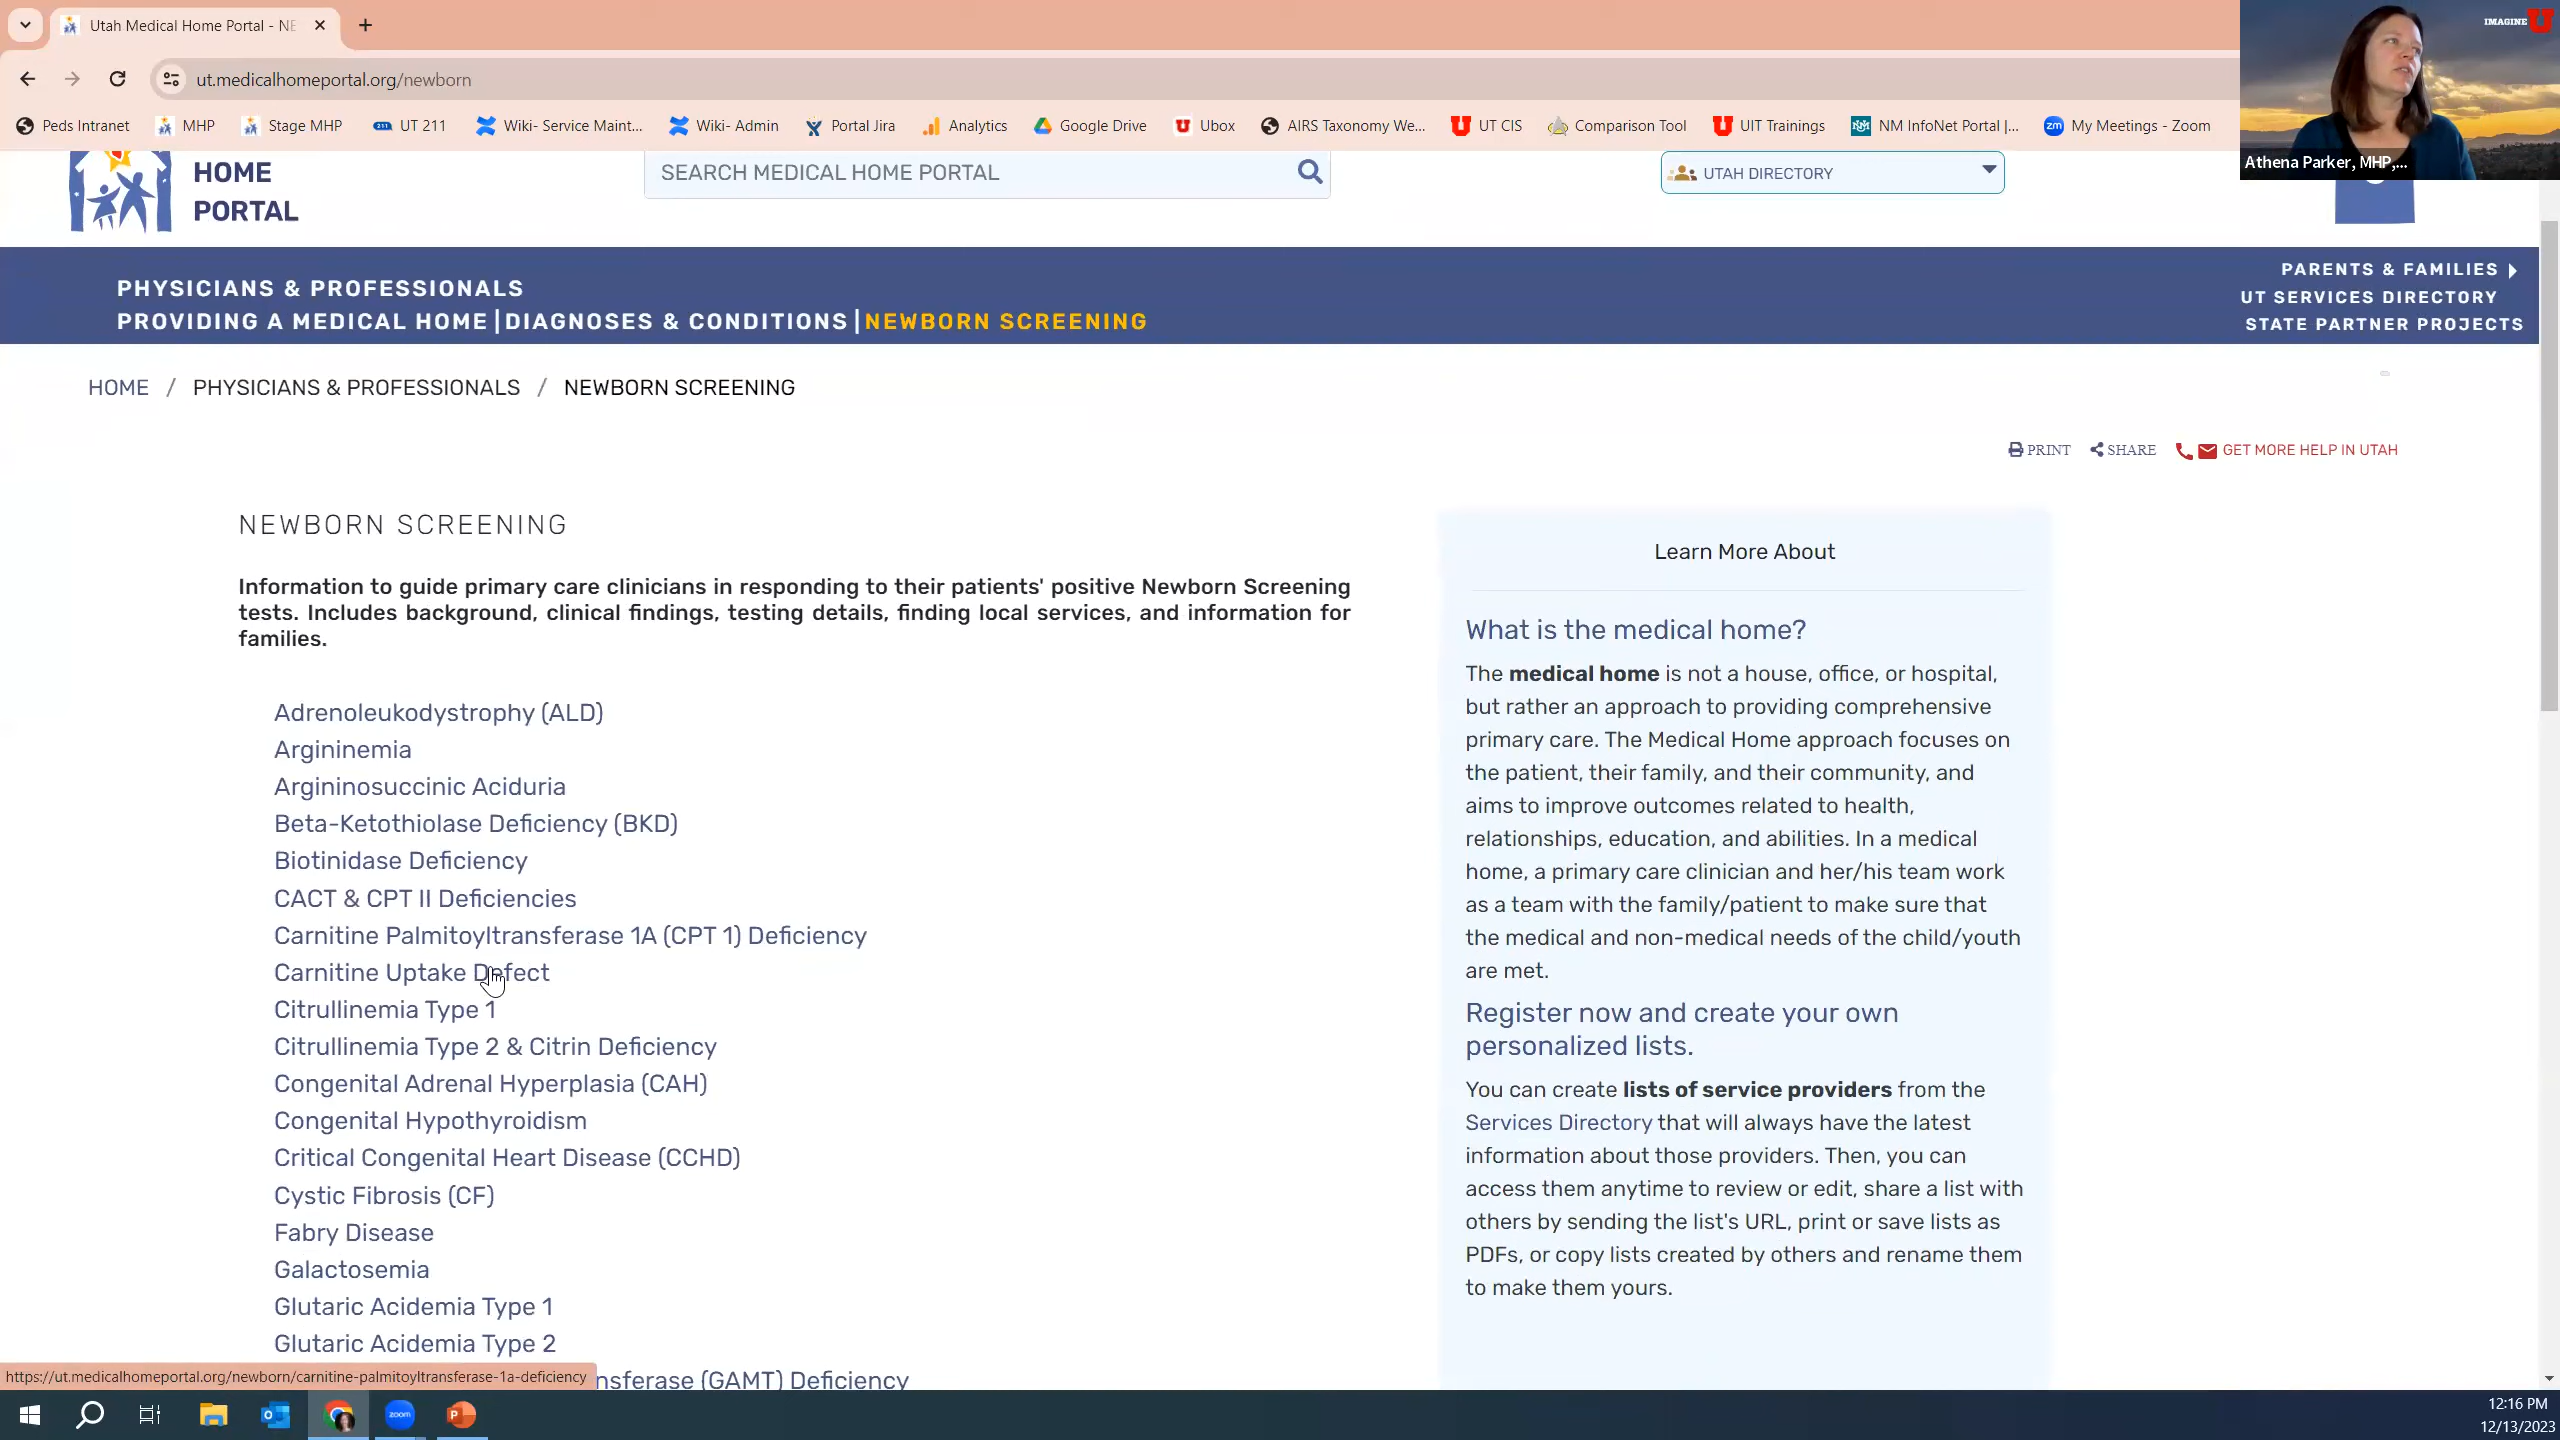 Utah Medical Home Portal - NE
ut.medicalhomeportal.org/newborn
Peds Intranet
MHP
Stage MHP
211
UT 211
Wiki- Service Maint...
Wiki- Admin
Portal Jira
Analytics
Google Drive
Ubox
AIRS Taxonomy We...
UT CIS
Comparison Tool
UIT Trainings
NM InfoNet Portal |...
zm
My Meetings - Zoom
IMAGINE U
Athena Parker, MHP,...
HOME
PORTAL
SEARCH MEDICAL HOME PORTAL
UTAH DIRECTORY
PHYSICIANS & PROFESSIONALS
PROVIDING A MEDICAL HOME | DIAGNOSES & CONDITIONS | NEWBORN SCREENING
PARENTS & FAMILIES
UT SERVICES DIRECTORY
STATE PARTNER PROJECTS
HOME / PHYSICIANS & PROFESSIONALS / NEWBORN SCREENING
PRINT
SHARE
GET MORE HELP IN UTAH
NEWBORN SCREENING
Information to guide primary care clinicians in responding to their patients' positive Newborn Screening
tests. Includes background, clinical findings, testing details, finding local services, and information for
families.
Adrenoleukodystrophy (ALD)
Argininemia
Argininosuccinic Aciduria
Beta-Ketothiolase Deficiency (BKD)
Biotinidase Deficiency
CACT & CPT II Deficiencies
Carnitine Palmitoyltransferase 1A (CPT 1) Deficiency
Carnitine Uptake Defect
Citrullinemia Type 1
Citrullinemia Type 2 & Citrin Deficiency
Congenital Adrenal Hyperplasia (CAH)
Congenital Hypothyroidism
Critical Congenital Heart Disease (CCHD)
Cystic Fibrosis (CF)
Fabry Disease
Galactosemia
Glutaric Acidemia Type 1
Glutaric Acidemia Type 2
nsferase (GAMT) Deficiency
Learn More About
What is the medical home?
The medical home is not a house, office, or hospital,
but rather an approach to providing comprehensive
primary care. The Medical Home approach focuses on
the patient, their family, and their community, and
aims to improve outcomes related to health,
relationships, education, and abilities. In a medical
home, a primary care clinician and her/his team work
as a team with the family/patient to make sure that
the medical and non-medical needs of the child/youth
are met.
Register now and create your own
personalized lists.
You can create lists of service providers from the
Services Directory that will always have the latest
information about those providers. Then, you can
access them anytime to review or edit, share a list with
others by sending the list's URL, print or save lists as
PDFs, or copy lists created by others and rename them
to make them yours.
https://ut.medicalhomeportal.org/newborn/carnitine-palmitoyltransferase-1a-deficiency
zoom
12:16 PM
12/13/2023